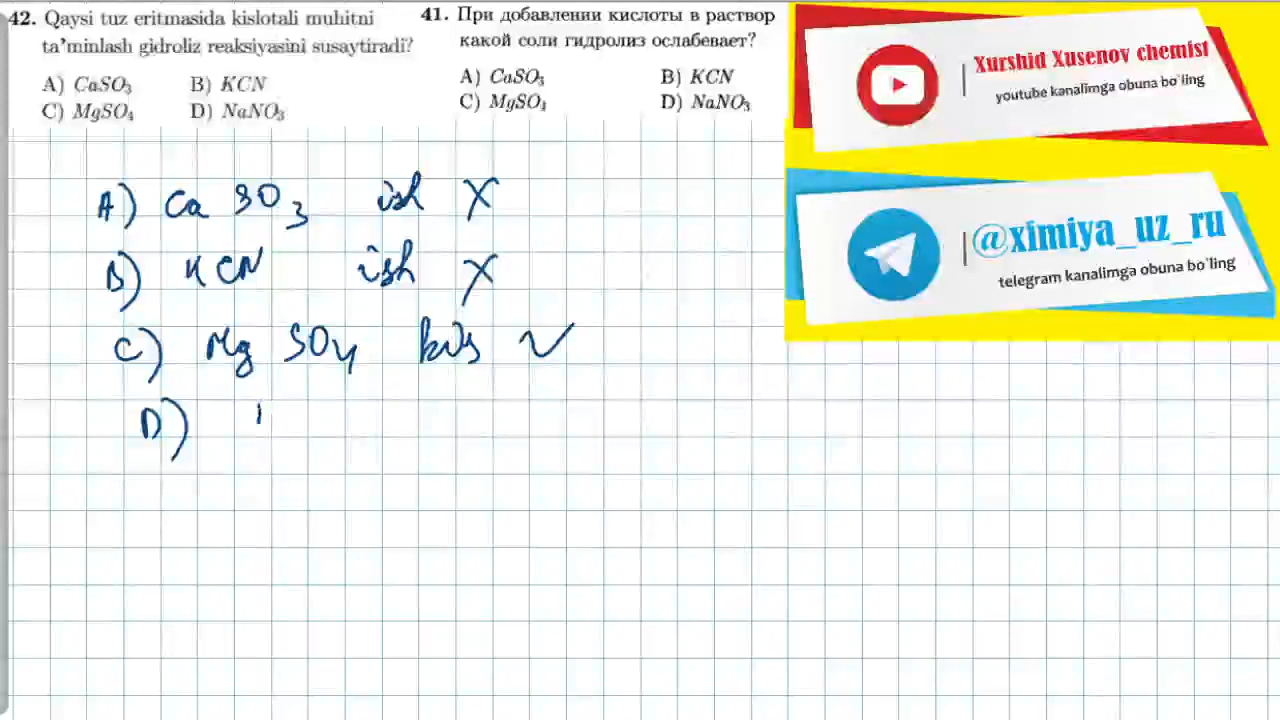 42. Qaysi tuz eritmasida kislotali muhitni
ta’minlash gidroliz reaksiyasini susaytiradi?
A) CaSO₃ B) KCN
C) MgSO₄ D) NaNO₃
41. При добавлении кислоты в раствор
какой соли гидролиз ослабевает?
A) CaSO₃ B) KCN
C) MgSO₄ D) NaNO₃
Xurshid Xusenov chemist
youtube kanalimga obuna bo`ling
@ximiya_uz_ru
telegram kanalimga obuna bo`ling
A) Ca SO₃ ish X
B) KCN ish X
C) Mg SO₄ kis ✓
D)